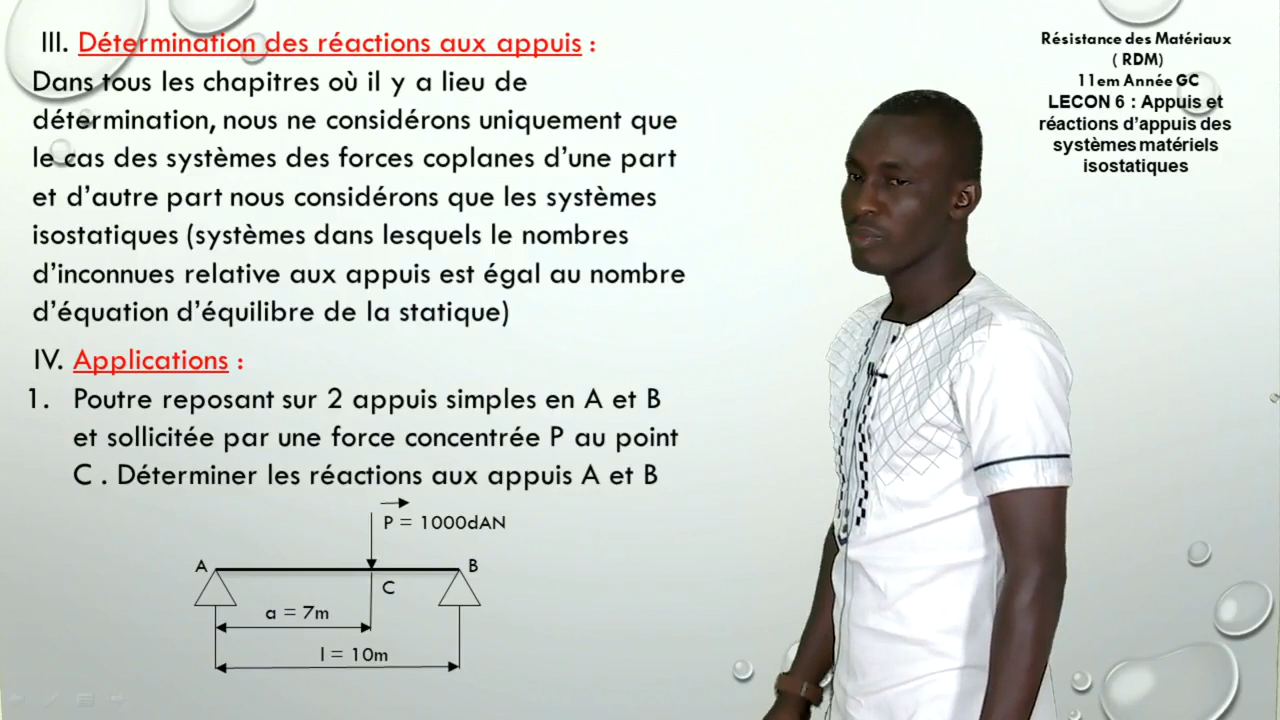 III. Détermination des réactions aux appuis :
Dans tous les chapitres où il y a lieu de
détermination, nous ne considérons uniquement que
le cas des systèmes des forces coplanes d’une part
et d’autre part nous considérons que les systèmes
isostatiques (systèmes dans lesquels le nombres
d’inconnues relative aux appuis est égal au nombre
d’équation d’équilibre de la statique)
IV. Applications :
1. Poutre reposant sur 2 appuis simples en A et B
et sollicitée par une force concentrée P au point
C . Déterminer les réactions aux appuis A et B
P = 1000dAN
A
B
C
a = 7m
l = 10m
Résistance des Matériaux
( RDM)
11em Année GC
LECON 6 : Appuis et
réactions d’appuis des
systèmes matériels
isostatiques